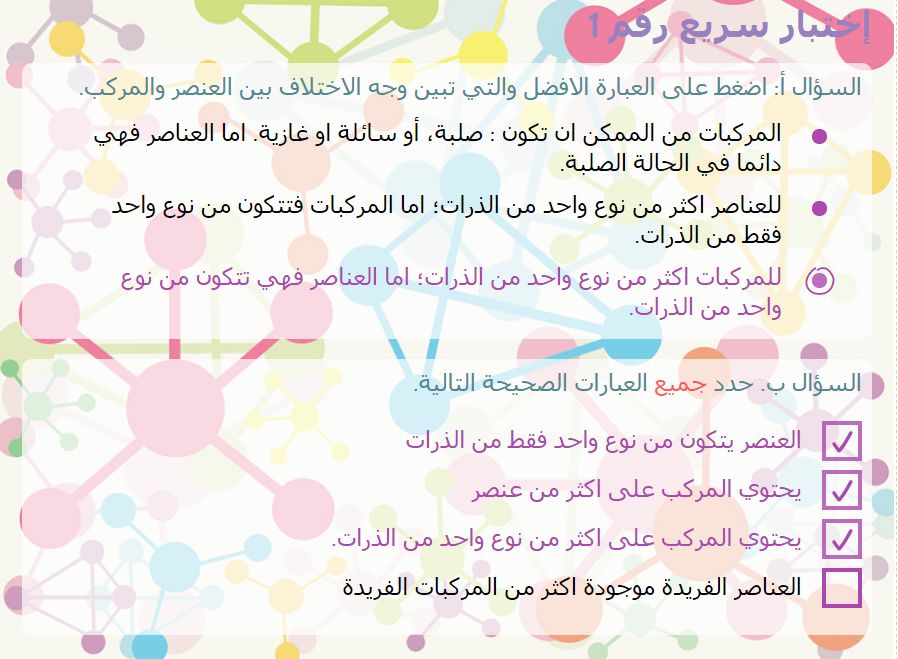 إختبار سريع رقم 1
السؤال أ: اضغط على العبارة الافضل والتي تبين وجه الاختلاف بين العنصر والمركب.
المركبات من الممكن ان تكون : صلبة، أو سائلة او غازية. اما العناصر فهي
دائما في الحالة الصلبة.
للعناصر اكثر من نوع واحد من الذرات؛ اما المركبات فتتكون من نوع واحد
فقط من الذرات.
للمركبات اكثر من نوع واحد من الذرات؛ اما العناصر فهي تتكون من نوع
واحد من الذرات.
السؤال ب. حدد جميع العبارات الصحيحة التالية.
العنصر يتكون من نوع واحد فقط من الذرات
يحتوي المركب على اكثر من عنصر
يحتوي المركب على اكثر من نوع واحد من الذرات.
العناصر الفريدة موجودة اكثر من المركبات الفريدة